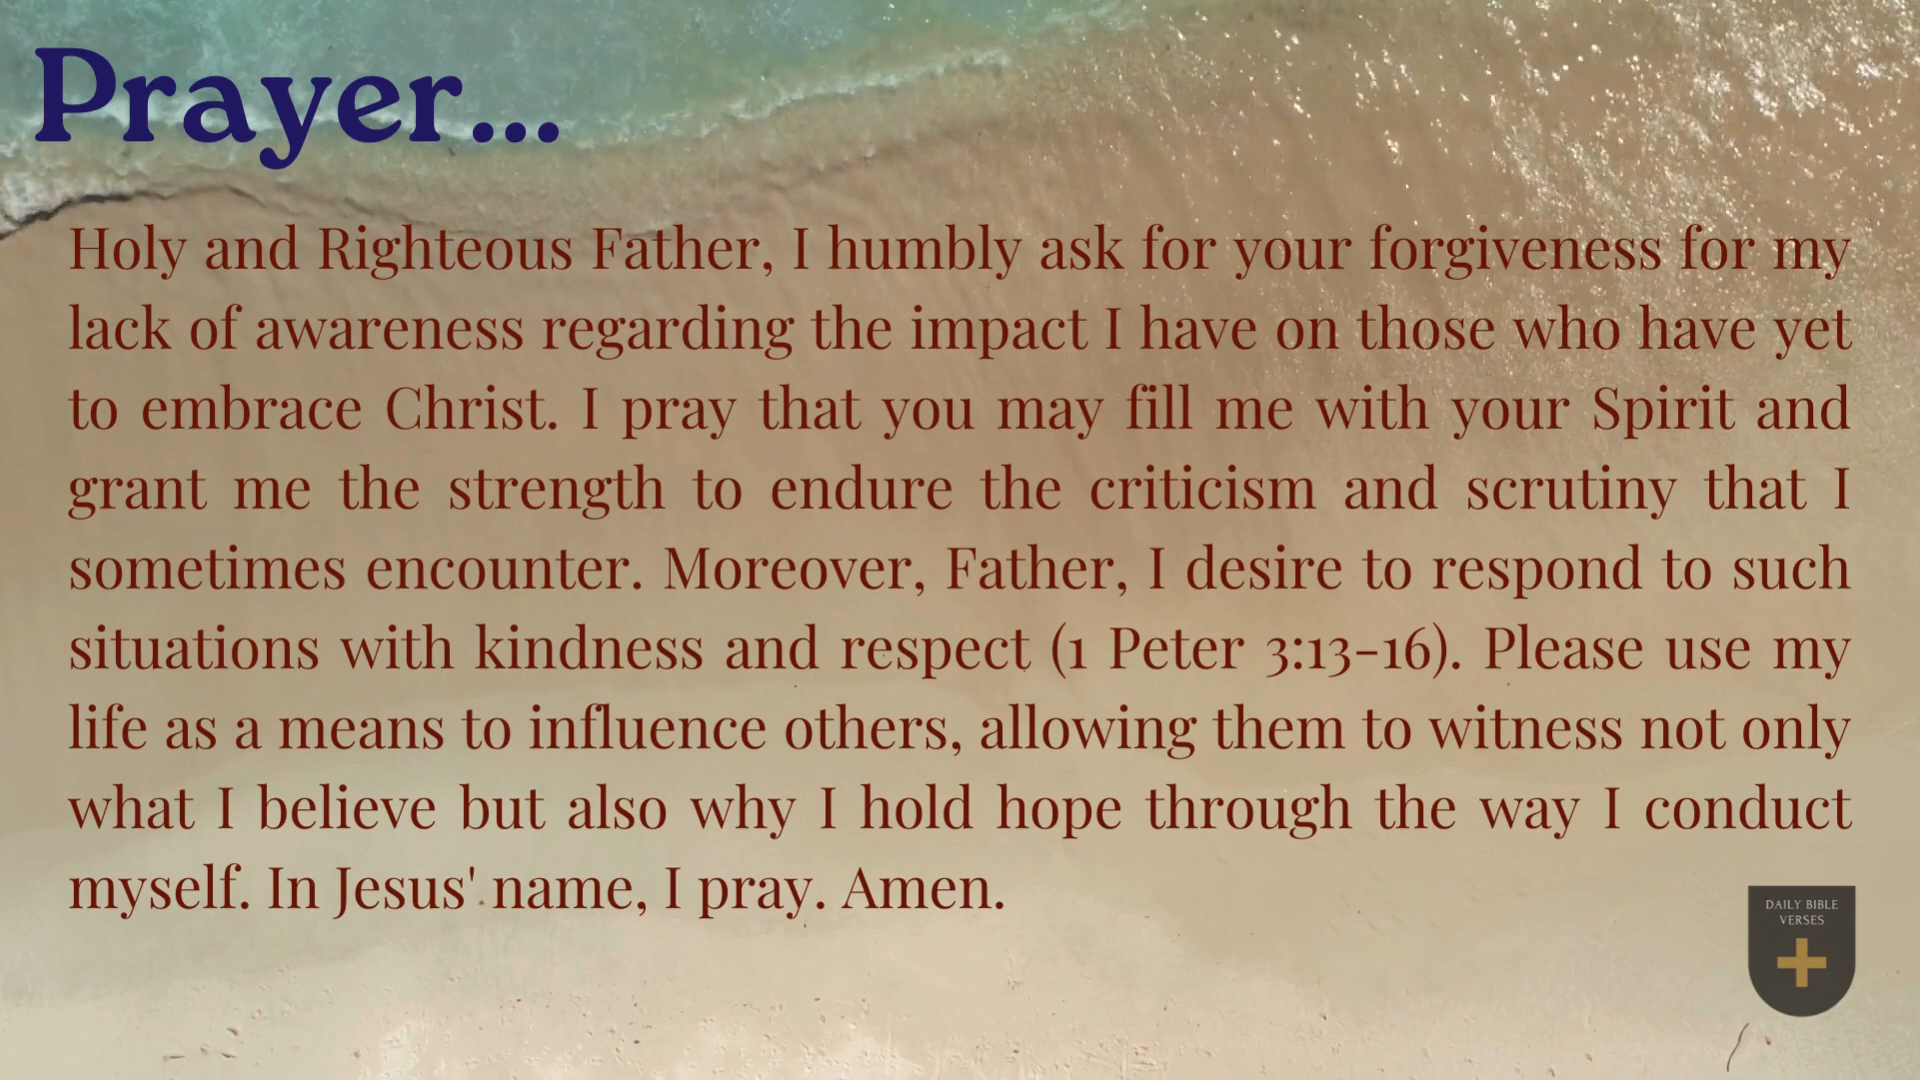 Prayer...
Holy and Righteous Father, I humbly ask for your forgiveness for my
lack of awareness regarding the impact I have on those who have yet
to embrace Christ. I pray that you may fill me with your Spirit and
grant me the strength to endure the criticism and scrutiny that I
sometimes encounter. Moreover, Father, I desire to respond to such
situations with kindness and respect (1 Peter 3:13-16). Please use my
life as a means to influence others, allowing them to witness not only
what I believe but also why I hold hope through the way I conduct
myself. In Jesus' name, I pray. Amen.
DAILY BIBLE
VERSES